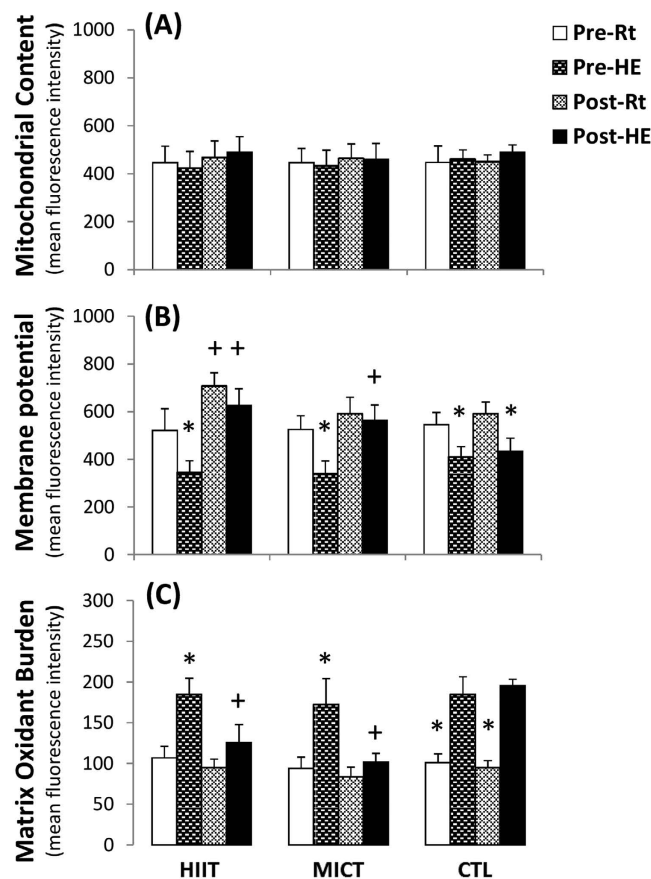 (A)
Mitochondrial Content
(mean fluorescence intensity)
1000
800
600
400
200
0
Pre-Rt
Pre-HE
Post-Rt
Post-HE
(B)
Membrane potential
(mean fluorescence intensity)
1000
800
600
400
200
0
* + +
* +
* *
(C)
Matrix Oxidant Burden
(mean fluorescence intensity)
300
250
200
150
100
50
0
* +
* +
* *
HIIT MICT CTL